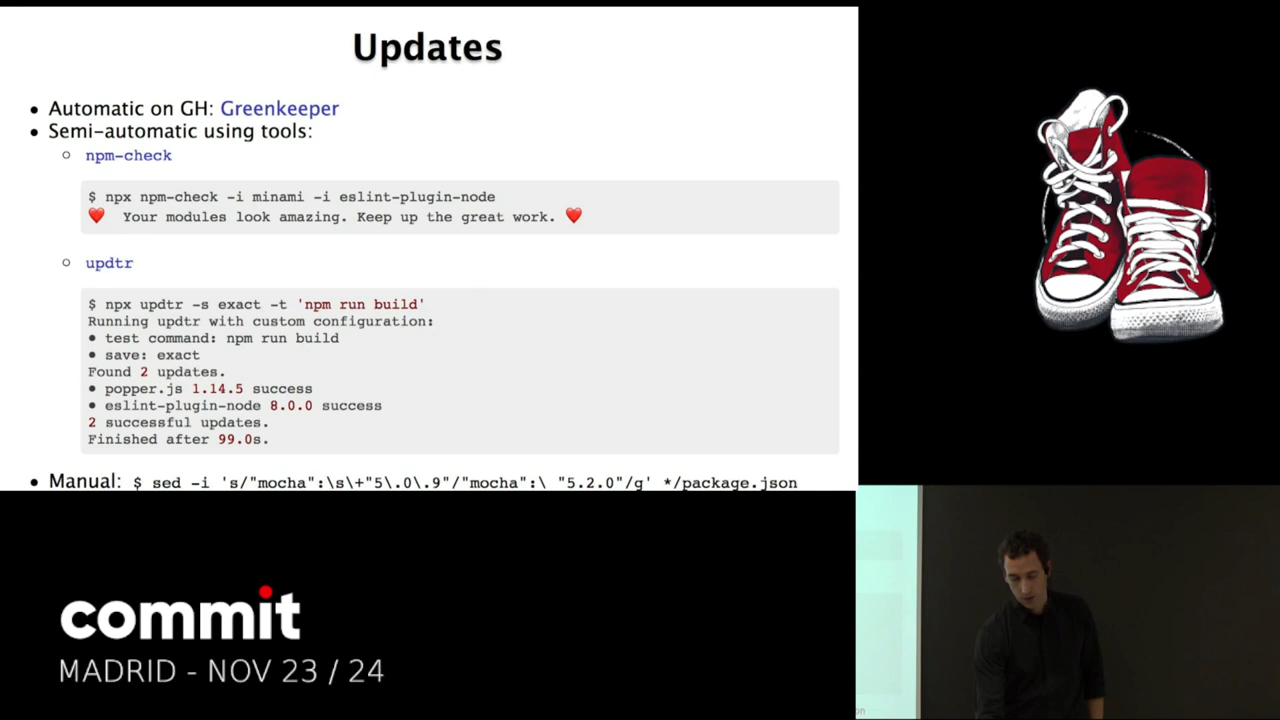 Updates
• Automatic on GH: Greenkeeper
• Semi-automatic using tools:
○ npm-check
$ npx npm-check -i minami -i eslint-plugin-node
❤️ Your modules look amazing. Keep up the great work. ❤️
○ updtr
$ npx updtr -s exact -t 'npm run build'
Running updtr with custom configuration:
• test command: npm run build
• save: exact
Found 2 updates.
• popper.js 1.14.5 success
• eslint-plugin-node 8.0.0 success
2 successful updates.
Finished after 99.0s.
• Manual: $ sed -i 's/"mocha":\s\+"5\.0\.9"/"mocha":\ "5.2.0"/g' */package.json
commit
MADRID - NOV 23 / 24
on